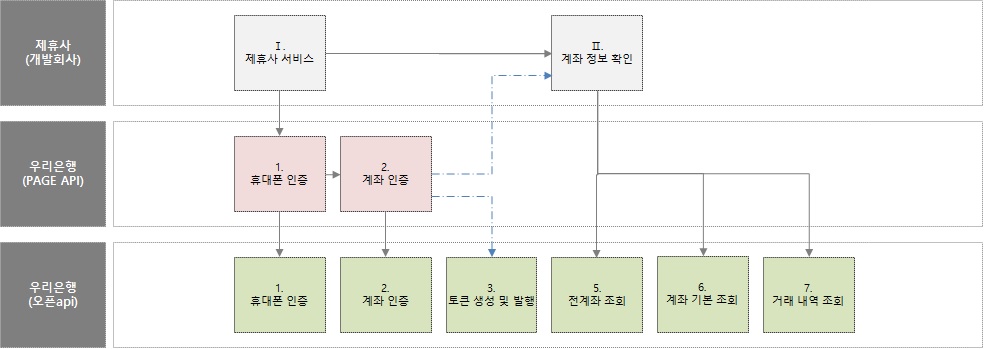 제휴사
(개발회사)
Ⅰ.
제휴사 서비스
Ⅱ.
계좌 정보 확인
우리은행
(PAGE API)
1.
휴대폰 인증
2.
계좌 인증
우리은행
(오픈api)
1.
휴대폰 인증
2.
계좌 인증
3.
토큰 생성 및 발행
5.
전계좌 조회
6.
계좌 기본 조회
7.
거래 내역 조회